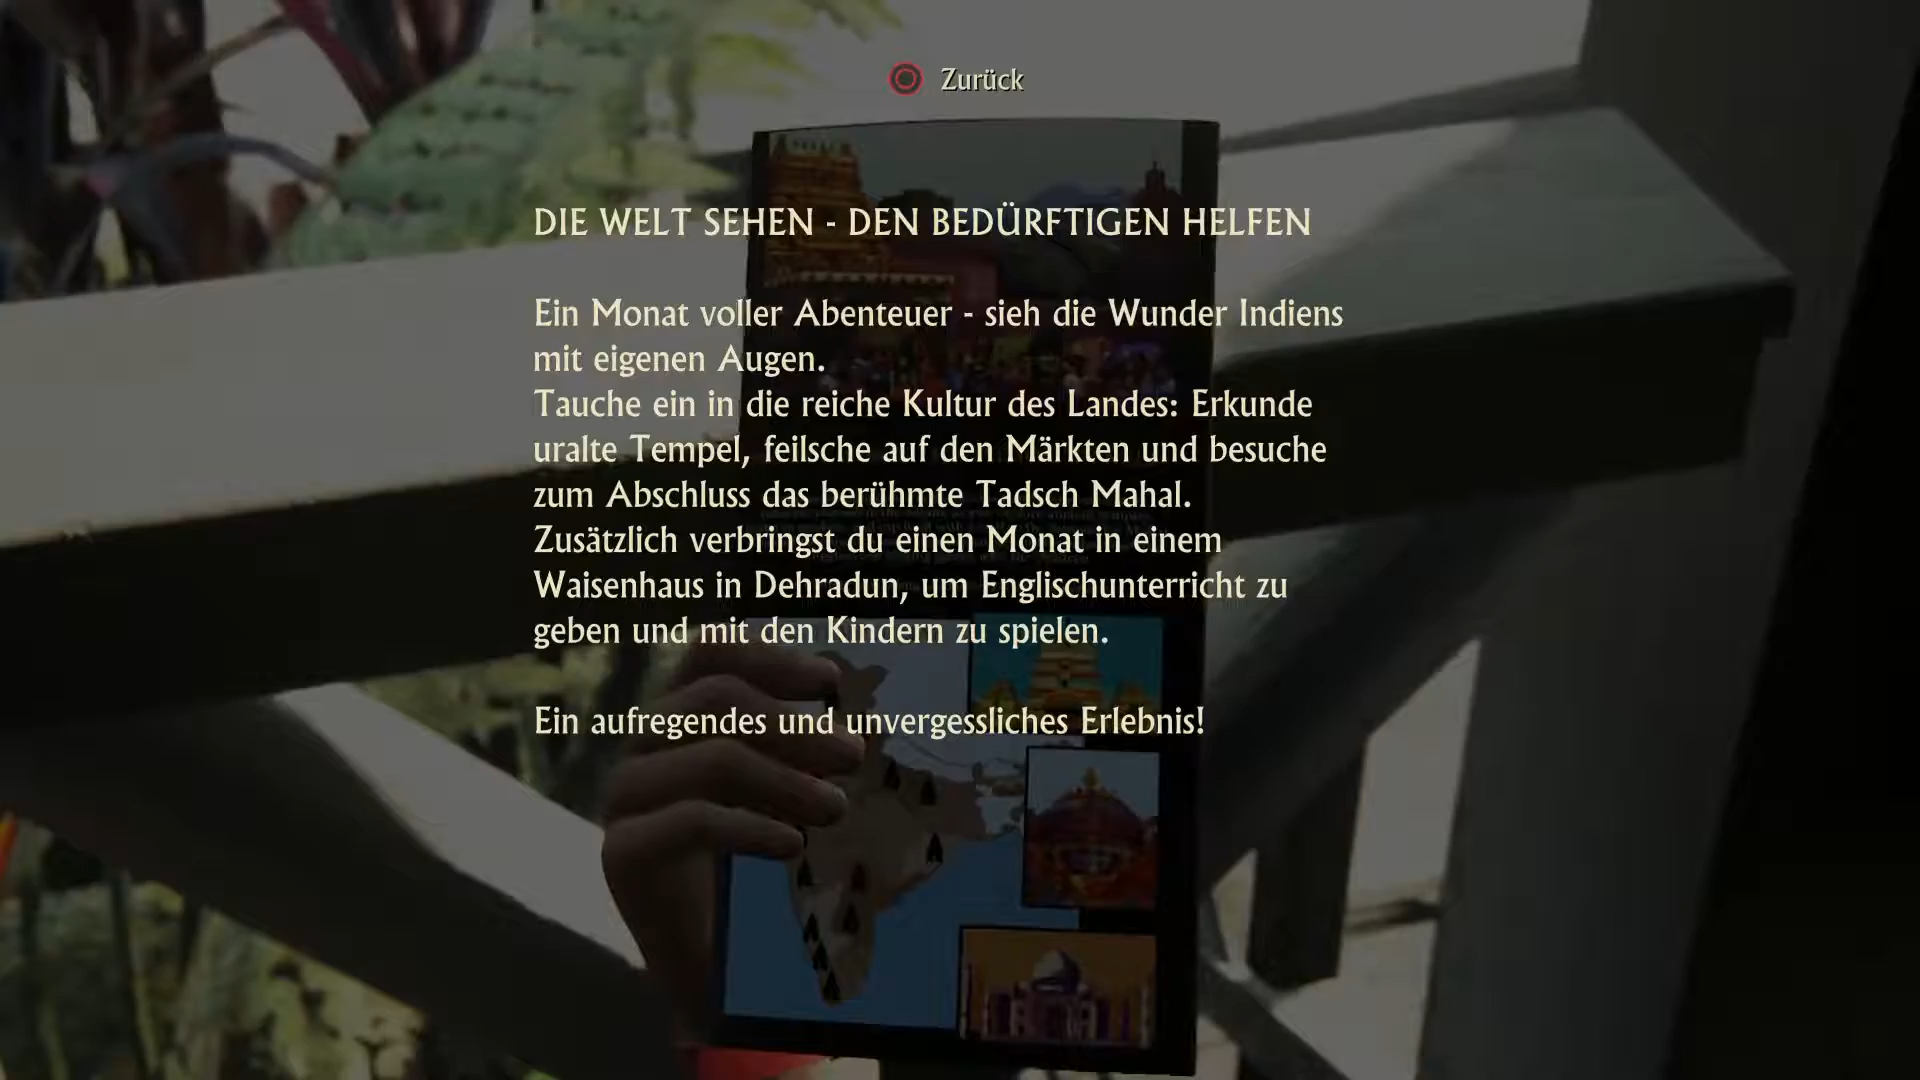 Zurück
DIE WELT SEHEN - DEN BEDÜRFTIGEN HELFEN
Ein Monat voller Abenteuer - sieh die Wunder Indiens
mit eigenen Augen.
Tauche ein in die reiche Kultur des Landes: Erkunde
uralte Tempel, feilsche auf den Märkten und besuche
zum Abschluss das berühmte Tadsch Mahal.
Zusätzlich verbringst du einen Monat in einem
Waisenhaus in Dehradun, um Englischunterricht zu
geben und mit den Kindern zu spielen.
Ein aufregendes und unvergessliches Erlebnis!